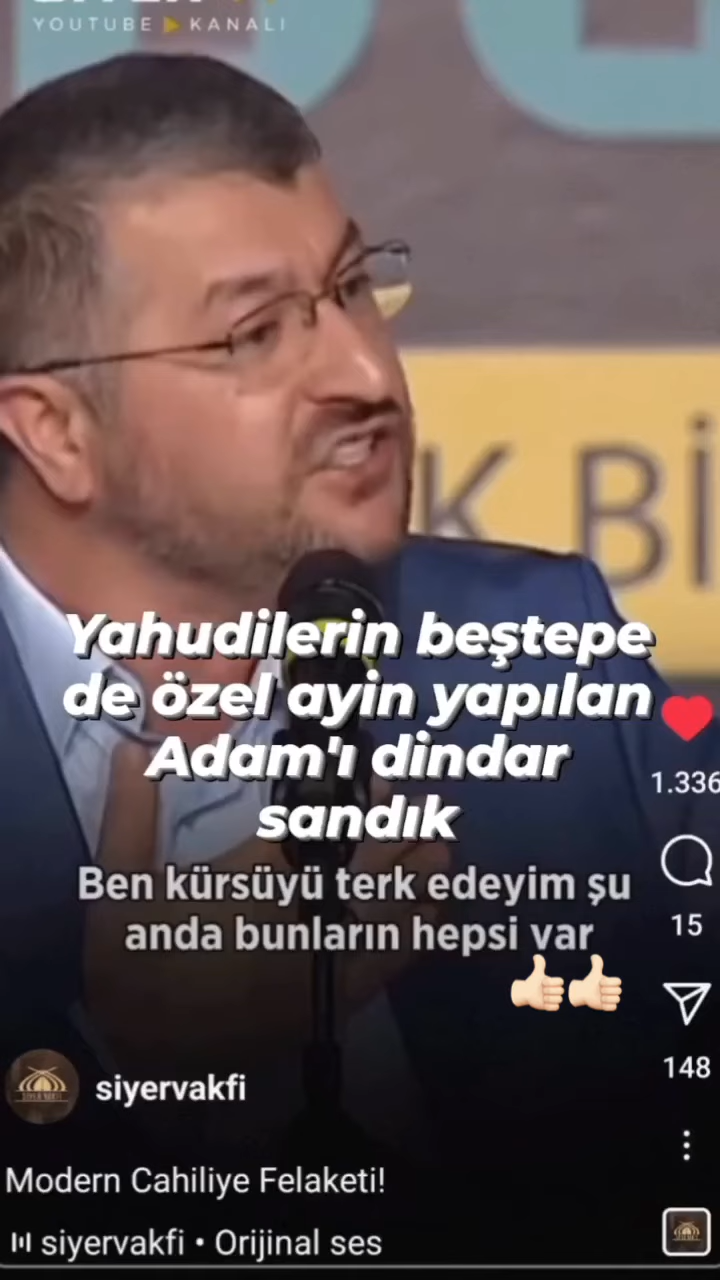 YOUTUBE KANALI
K Bİ
Yahudilerin beştepe
de özel ayin yapılan
Adam'ı dindar
sandık
Ben kürsüyü terk edeyim şu
anda bunların hepsi var
1.336
15
148
siyervakfi
Modern Cahiliye Felaketi!
siyervakfi • Orijinal ses